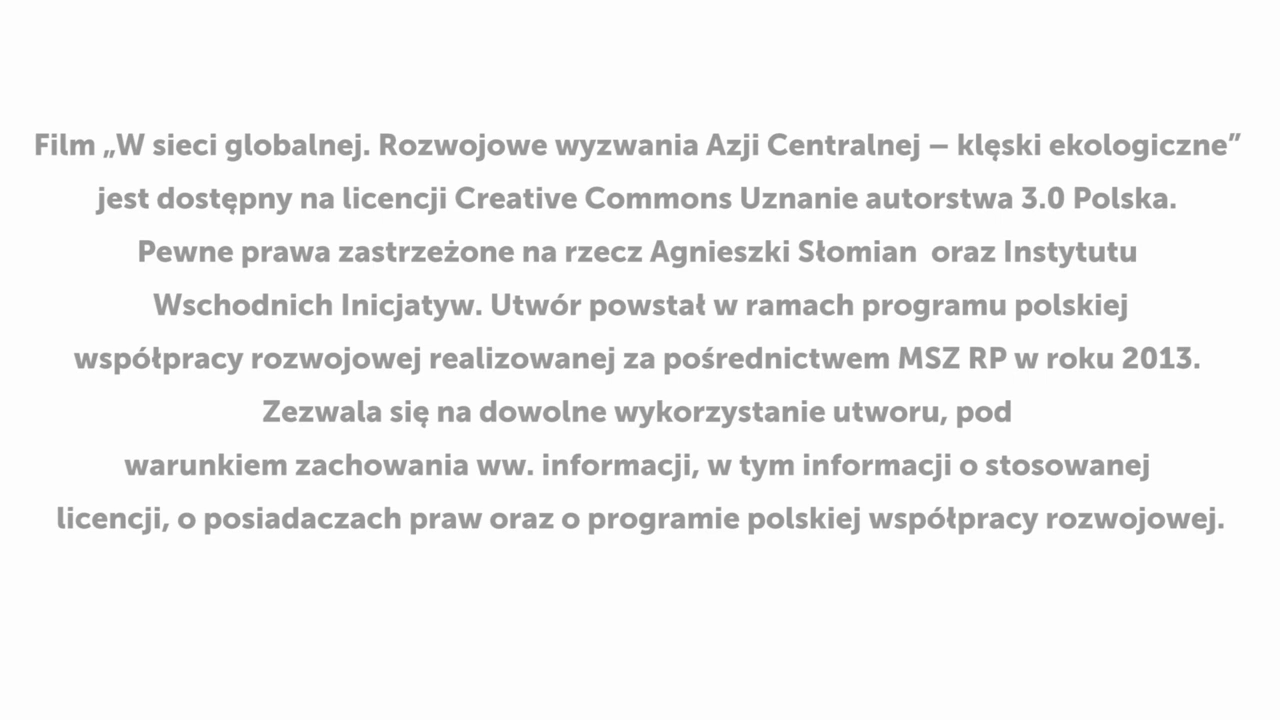 Film „W sieci globalnej. Rozwojowe wyzwania Azji Centralnej – klęski ekologiczne”
jest dostępny na licencji Creative Commons Uznanie autorstwa 3.0 Polska.
Pewne prawa zastrzeżone na rzecz Agnieszki Słomian  oraz Instytutu
Wschodnich Inicjatyw. Utwór powstał w ramach programu polskiej
współpracy rozwojowej realizowanej za pośrednictwem MSZ RP w roku 2013.
Zezwala się na dowolne wykorzystanie utworu, pod
warunkiem zachowania ww. informacji, w tym informacji o stosowanej
licencji, o posiadaczach praw oraz o programie polskiej współpracy rozwojowej.